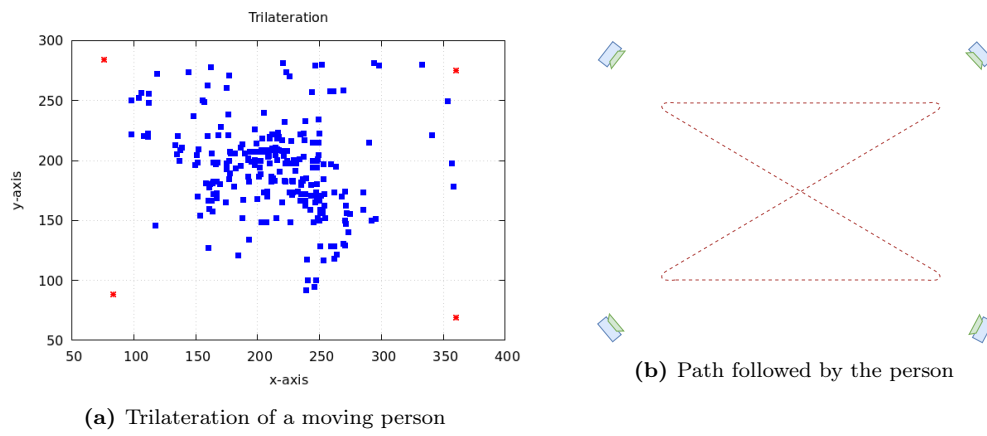 Trilateration
300
250
200
150
100
50
50 100 150 200 250 300 350 400
y-axis
x-axis
(a) Trilateration of a moving person
(b) Path followed by the person